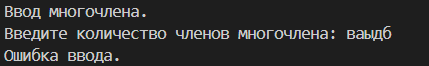 Ввод многочлена.
Введите количество членов многочлена: ваыдб
Ошибка ввода.